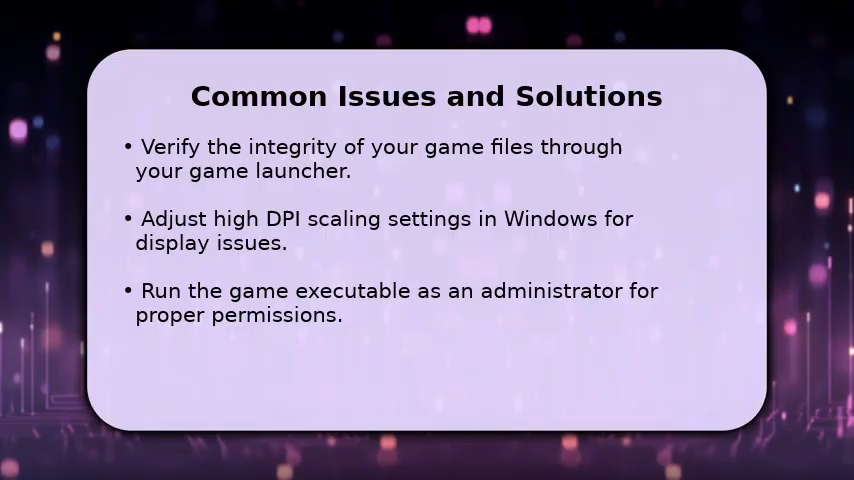 Common Issues and Solutions
• Verify the integrity of your game files through
your game launcher.
• Adjust high DPI scaling settings in Windows for
display issues.
• Run the game executable as an administrator for
proper permissions.